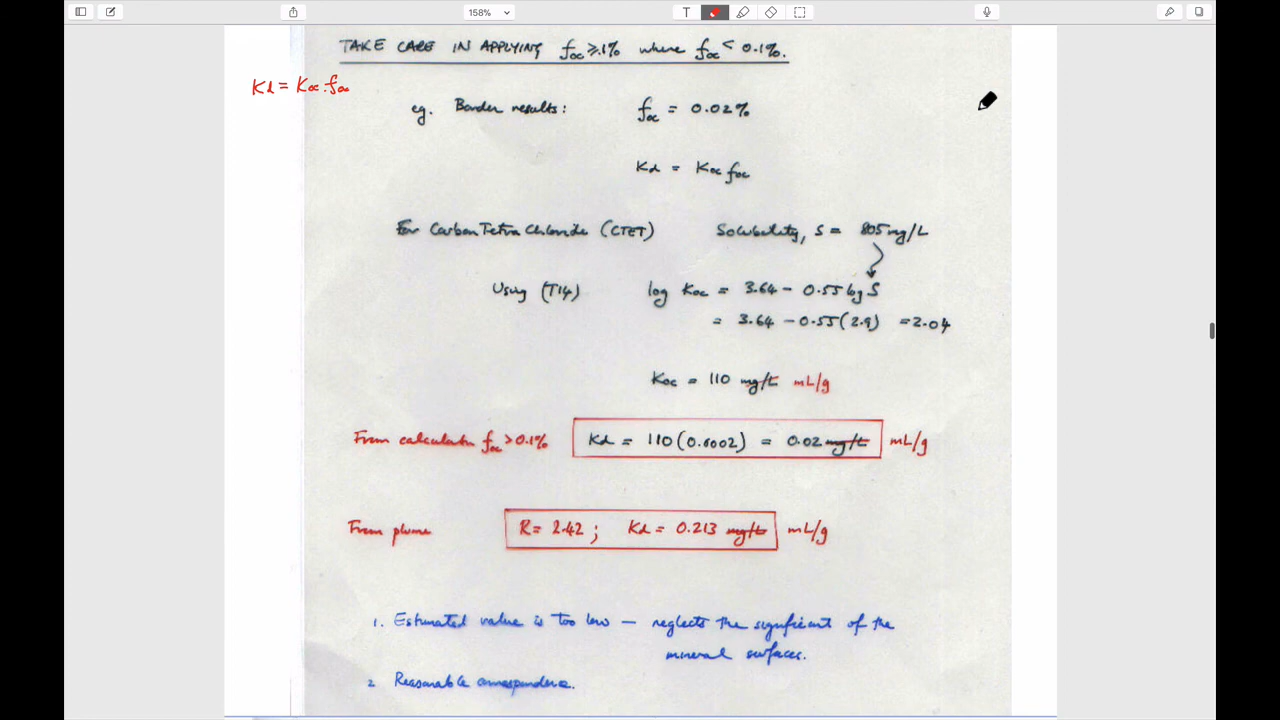 158%
T
TAKE CARE IN APPLYING foc ≥.1% where foc < 0.1%.
Kd = Koc.foc
eg. Borden results: foc = 0.02%
Kd = Koc foc
For Carbon Tetra Chloride (CTET) Solubility, S = 805 mg/L
Using (T14) log Koc = 3.64 - 0.55 log S
= 3.64 - 0.55(2.9) = 2.04
Koc = 110 mg/L mL/g
From calculation foc > 0.1% Kd = 110(0.0002) = 0.02 mg/L mL/g
From plume R = 2.42 ; Kd = 0.213 mg/L mL/g
1. Estimated value is too low — neglects the significant of the
mineral surfaces.
2 Reasonable correspondence.